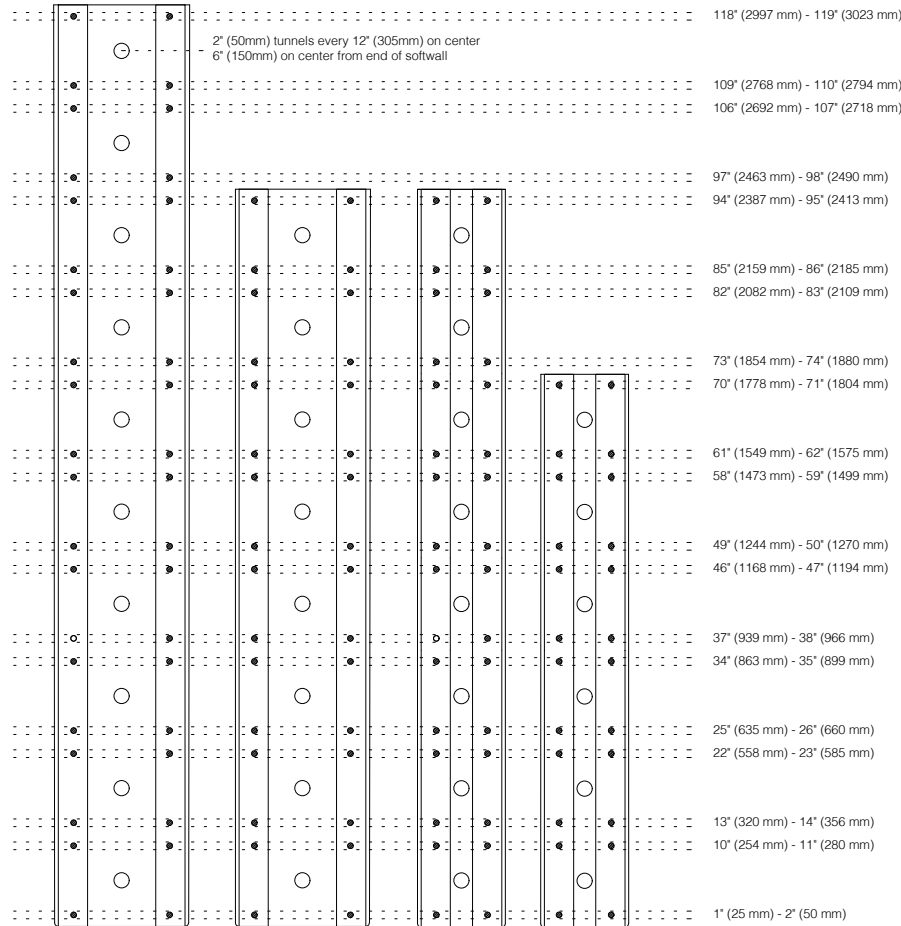 118" (2997 mm) - 119" (3023 mm)
2" (50mm) tunnels every 12" (305mm) on center
6" (150mm) on center from end of softwall
109" (2768 mm) - 110" (2794 mm)
106" (2692 mm) - 107" (2718 mm)
97" (2463 mm) - 98" (2490 mm)
94" (2387 mm) - 95" (2413 mm)
85" (2159 mm) - 86" (2185 mm)
82" (2082 mm) - 83" (2109 mm)
73" (1854 mm) - 74" (1880 mm)
70" (1778 mm) - 71" (1804 mm)
61" (1549 mm) - 62" (1575 mm)
58" (1473 mm) - 59" (1499 mm)
49" (1244 mm) - 50" (1270 mm)
46" (1168 mm) - 47" (1194 mm)
37" (939 mm) - 38" (966 mm)
34" (863 mm) - 35" (899 mm)
25" (635 mm) - 26" (660 mm)
22" (558 mm) - 23" (585 mm)
13" (320 mm) - 14" (356 mm)
10" (254 mm) - 11" (280 mm)
1" (25 mm) - 2" (50 mm)